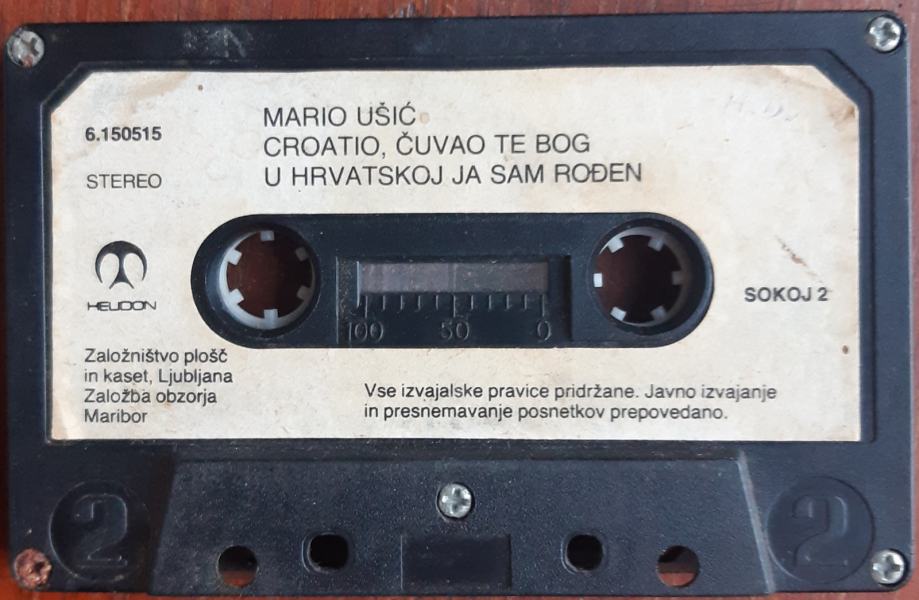 6.150515
STEREO
MARIO UŠIĆ
CROATIO, ČUVAO TE BOG
U HRVATSKOJ JA SAM ROĐEN
HELIDON
100 50 0
SOKOJ 2
Založništvo plošč
in kaset, Ljubljana
Založba obzorja
Maribor
Vse izvajalske pravice pridržane. Javno izvajanje
in presnemavanje posnetkov prepovedano.
2 2